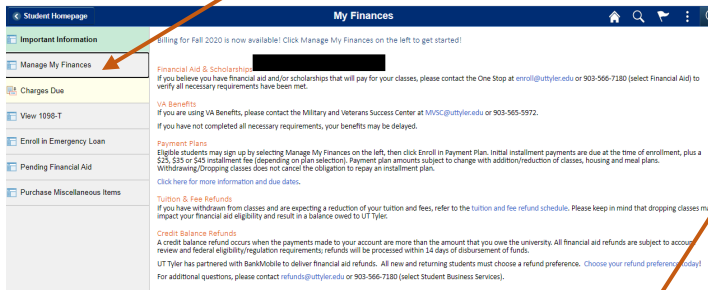 Student Homepage
My Finances
Important Information
Manage My Finances
Charges Due
View 1098-T
Enroll in Emergency Loan
Pending Financial Aid
Purchase Miscellaneous Items
Billing for Fall 2020 is now available! Click Manage My Finances on the left to get started!
Financial Aid & Scholarships
If you believe you have financial aid and/or scholarships that will pay for your classes, please contact the One Stop at enroll@uttyler.edu or 903-566-7180 (select Financial Aid) to
verify all necessary requirements have been met.
VA Benefits
If you are using VA Benefits, please contact the Military and Veterans Success Center at MVSC@uttyler.edu or 903-565-5972.
If you have not completed all necessary requirements, your benefits may be delayed.
Payment Plans
Eligible students may sign up by selecting Manage My Finances on the left, then click Enroll in Payment Plan. Initial installment payments are due at the time of enrollment, plus a
$25, $35 or $45 installment fee (depending on plan selection). Payment plan amounts subject to change with addition/reduction of classes, housing and meal plans.
Withdrawing/Dropping classes does not cancel the obligation to repay an installment plan.
Click here for more information and due dates.
Tuition & Fee Refunds
If you have withdrawn from classes and are expecting a reduction of your tuition and fees, refer to the tuition and fee refund schedule. Please keep in mind that dropping classes
impact your financial aid eligibility and result in a balance owed to UT Tyler.
Credit Balance Refunds
A credit balance refund occurs when the payments made to your account are more than the amount that you owe the university. All financial aid refunds are subject to account
review and federal eligibility/regulation requirements; refunds will be processed within 14 days of disbursement of funds.
UT Tyler has partnered with BankMobile to deliver financial aid refunds. All new and returning students must choose a refund preference. Choose your refund preference today!
For additional questions, please contact refunds@uttyler.edu or 903-566-7180 (select Student Business Services).